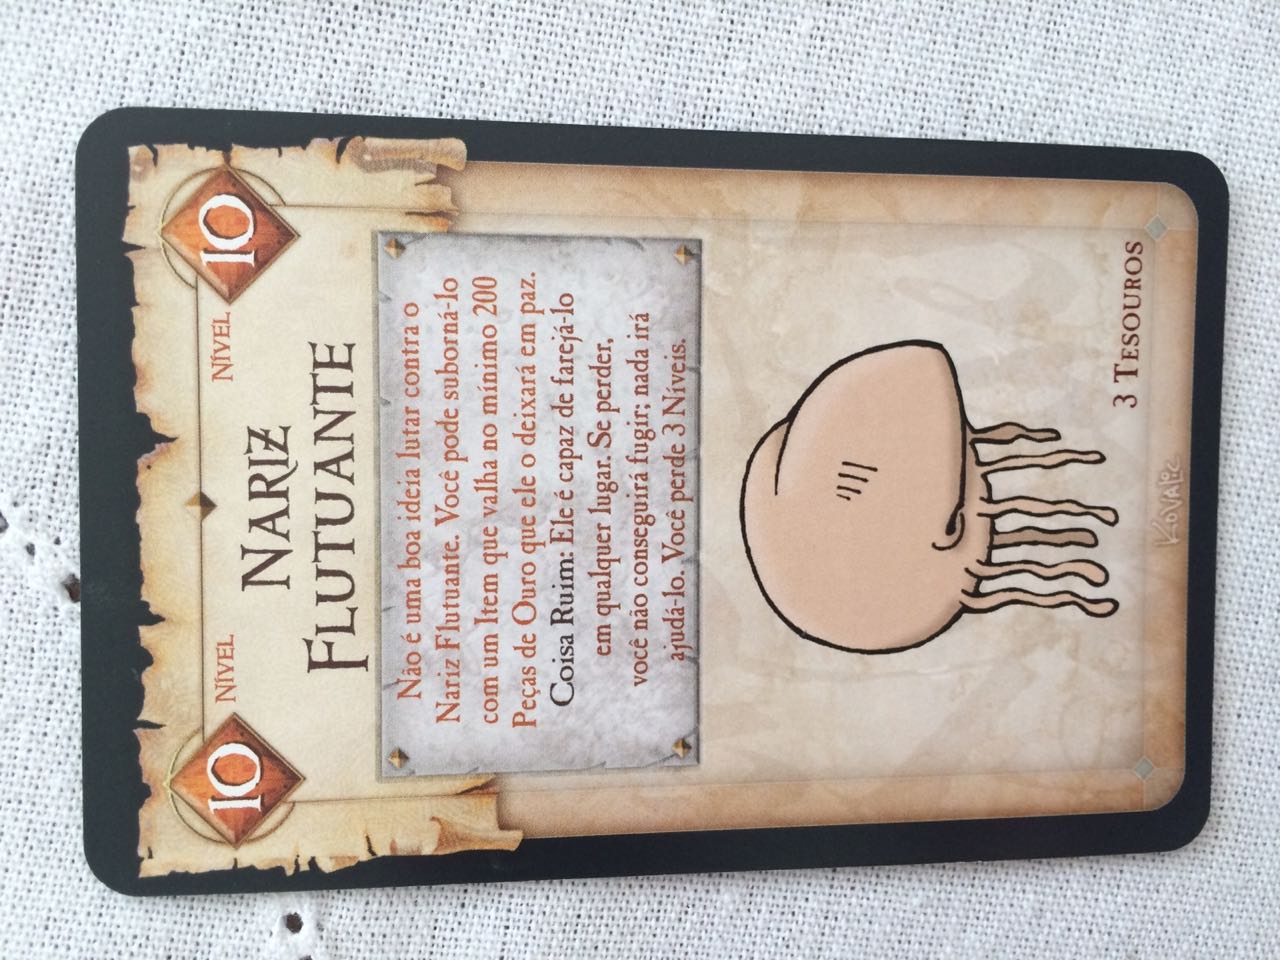 10 NÍVEL NÍVEL 10
NARIZ
FLUTUANTE
Não é uma boa ideia lutar contra o
Nariz Flutuante. Você pode suborná-lo
com um Item que valha no mínimo 200
Peças de Ouro que ele o deixará em paz.
Coisa Ruim: Ele é capaz de farejá-lo
em qualquer lugar. Se perder,
você não conseguirá fugir; nada irá
ajudá-lo. Você perde 3 Níveis.
3 TESOUROS
KOVALIC